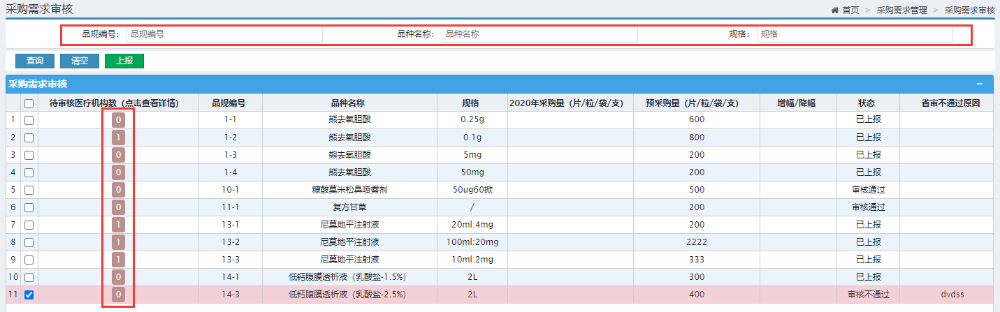 采购需求审核
首页 > 采购需求管理 > 采购需求审核
品规编号: 品规编号 品种名称: 品种名称 规格: 规格
查询 清空 上报
采购需求审核
待审核医疗机构数（点击查看详情） 品规编号 品种名称 规格 2020年采购量（片/粒/袋/支） 预采购量（片/粒/袋/支） 增幅/降幅 状态 省审不通过原因
1 0 1-1 熊去氧胆酸 0.25g 600 已上报
2 1 1-2 熊去氧胆酸 0.1g 800 已上报
3 0 1-3 熊去氧胆酸 5mg 200 已上报
4 0 1-4 熊去氧胆酸 50mg 200 已上报
5 0 10-1 糠酸莫米松鼻喷雾剂 50ug60掀 500 审核通过
6 0 11-1 复方甘草 / 200 审核通过
7 1 13-1 尼莫地平注射液 20ml:4mg 200 已上报
8 1 13-2 尼莫地平注射液 100ml:20mg 2222 已上报
9 1 13-3 尼莫地平注射液 10ml:2mg 333 已上报
10 0 14-1 低钙腹膜透析液（乳酸盐-1.5%） 2L 300 已上报
11 0 14-3 低钙腹膜透析液（乳酸盐-2.5%） 2L 400 审核不通过 dvdss